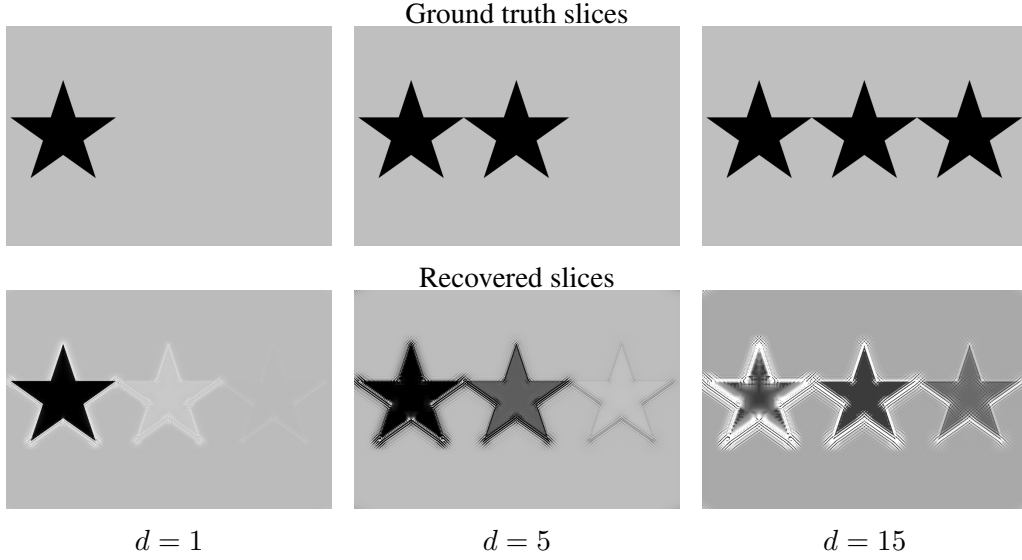 Ground truth slices
Recovered slices
d = 1
d = 5
d = 15